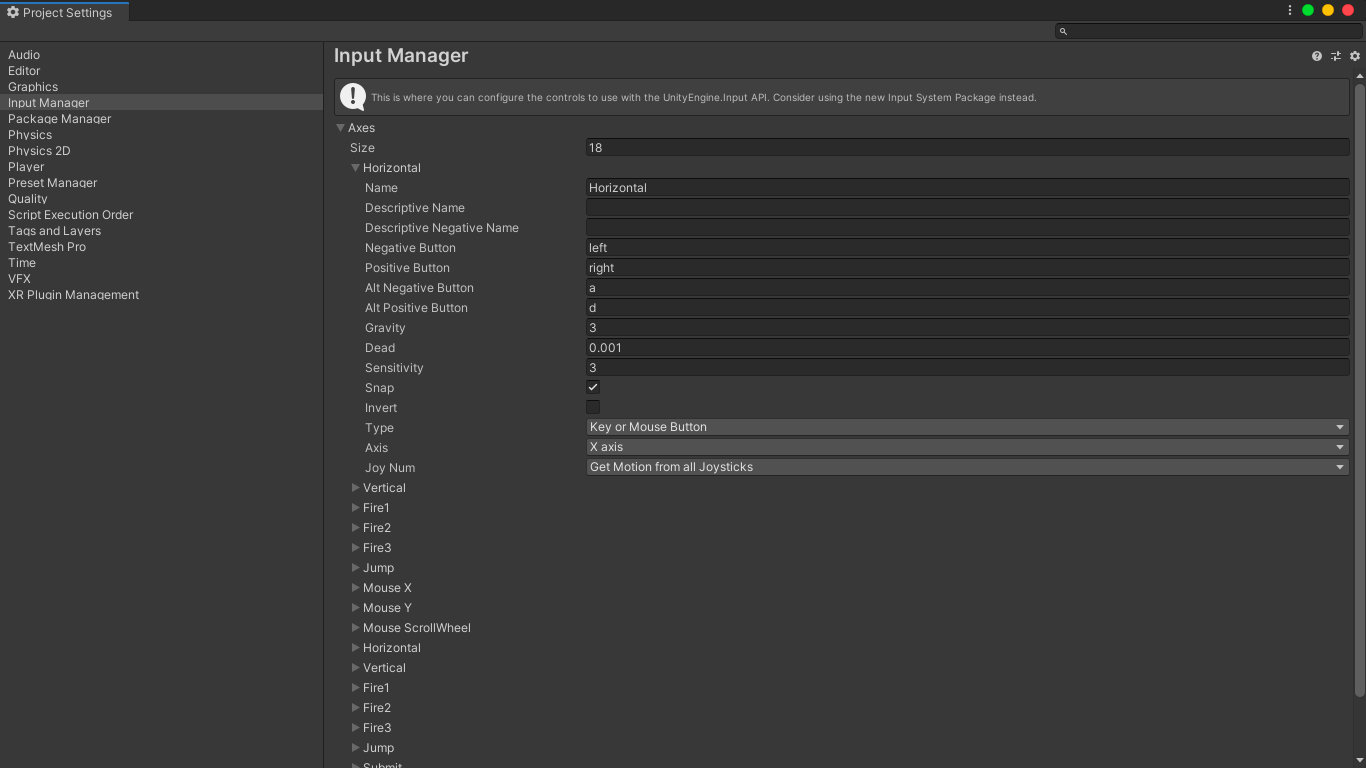 Project Settings
Audio
Editor
Graphics
Input Manager
Package Manager
Physics
Physics 2D
Player
Preset Manager
Quality
Script Execution Order
Tags and Layers
TextMesh Pro
Time
VFX
XR Plugin Management
Input Manager
This is where you can configure the controls to use with the UnityEngine.Input API. Consider using the new Input System Package instead.
Axes
Size 18
Horizontal
Name Horizontal
Descriptive Name
Descriptive Negative Name
Negative Button left
Positive Button right
Alt Negative Button a
Alt Positive Button d
Gravity 3
Dead 0.001
Sensitivity 3
Snap
Invert
Type Key or Mouse Button
Axis X axis
Joy Num Get Motion from all Joysticks
Vertical
Fire1
Fire2
Fire3
Jump
Mouse X
Mouse Y
Mouse ScrollWheel
Horizontal
Vertical
Fire1
Fire2
Fire3
Jump
Submit